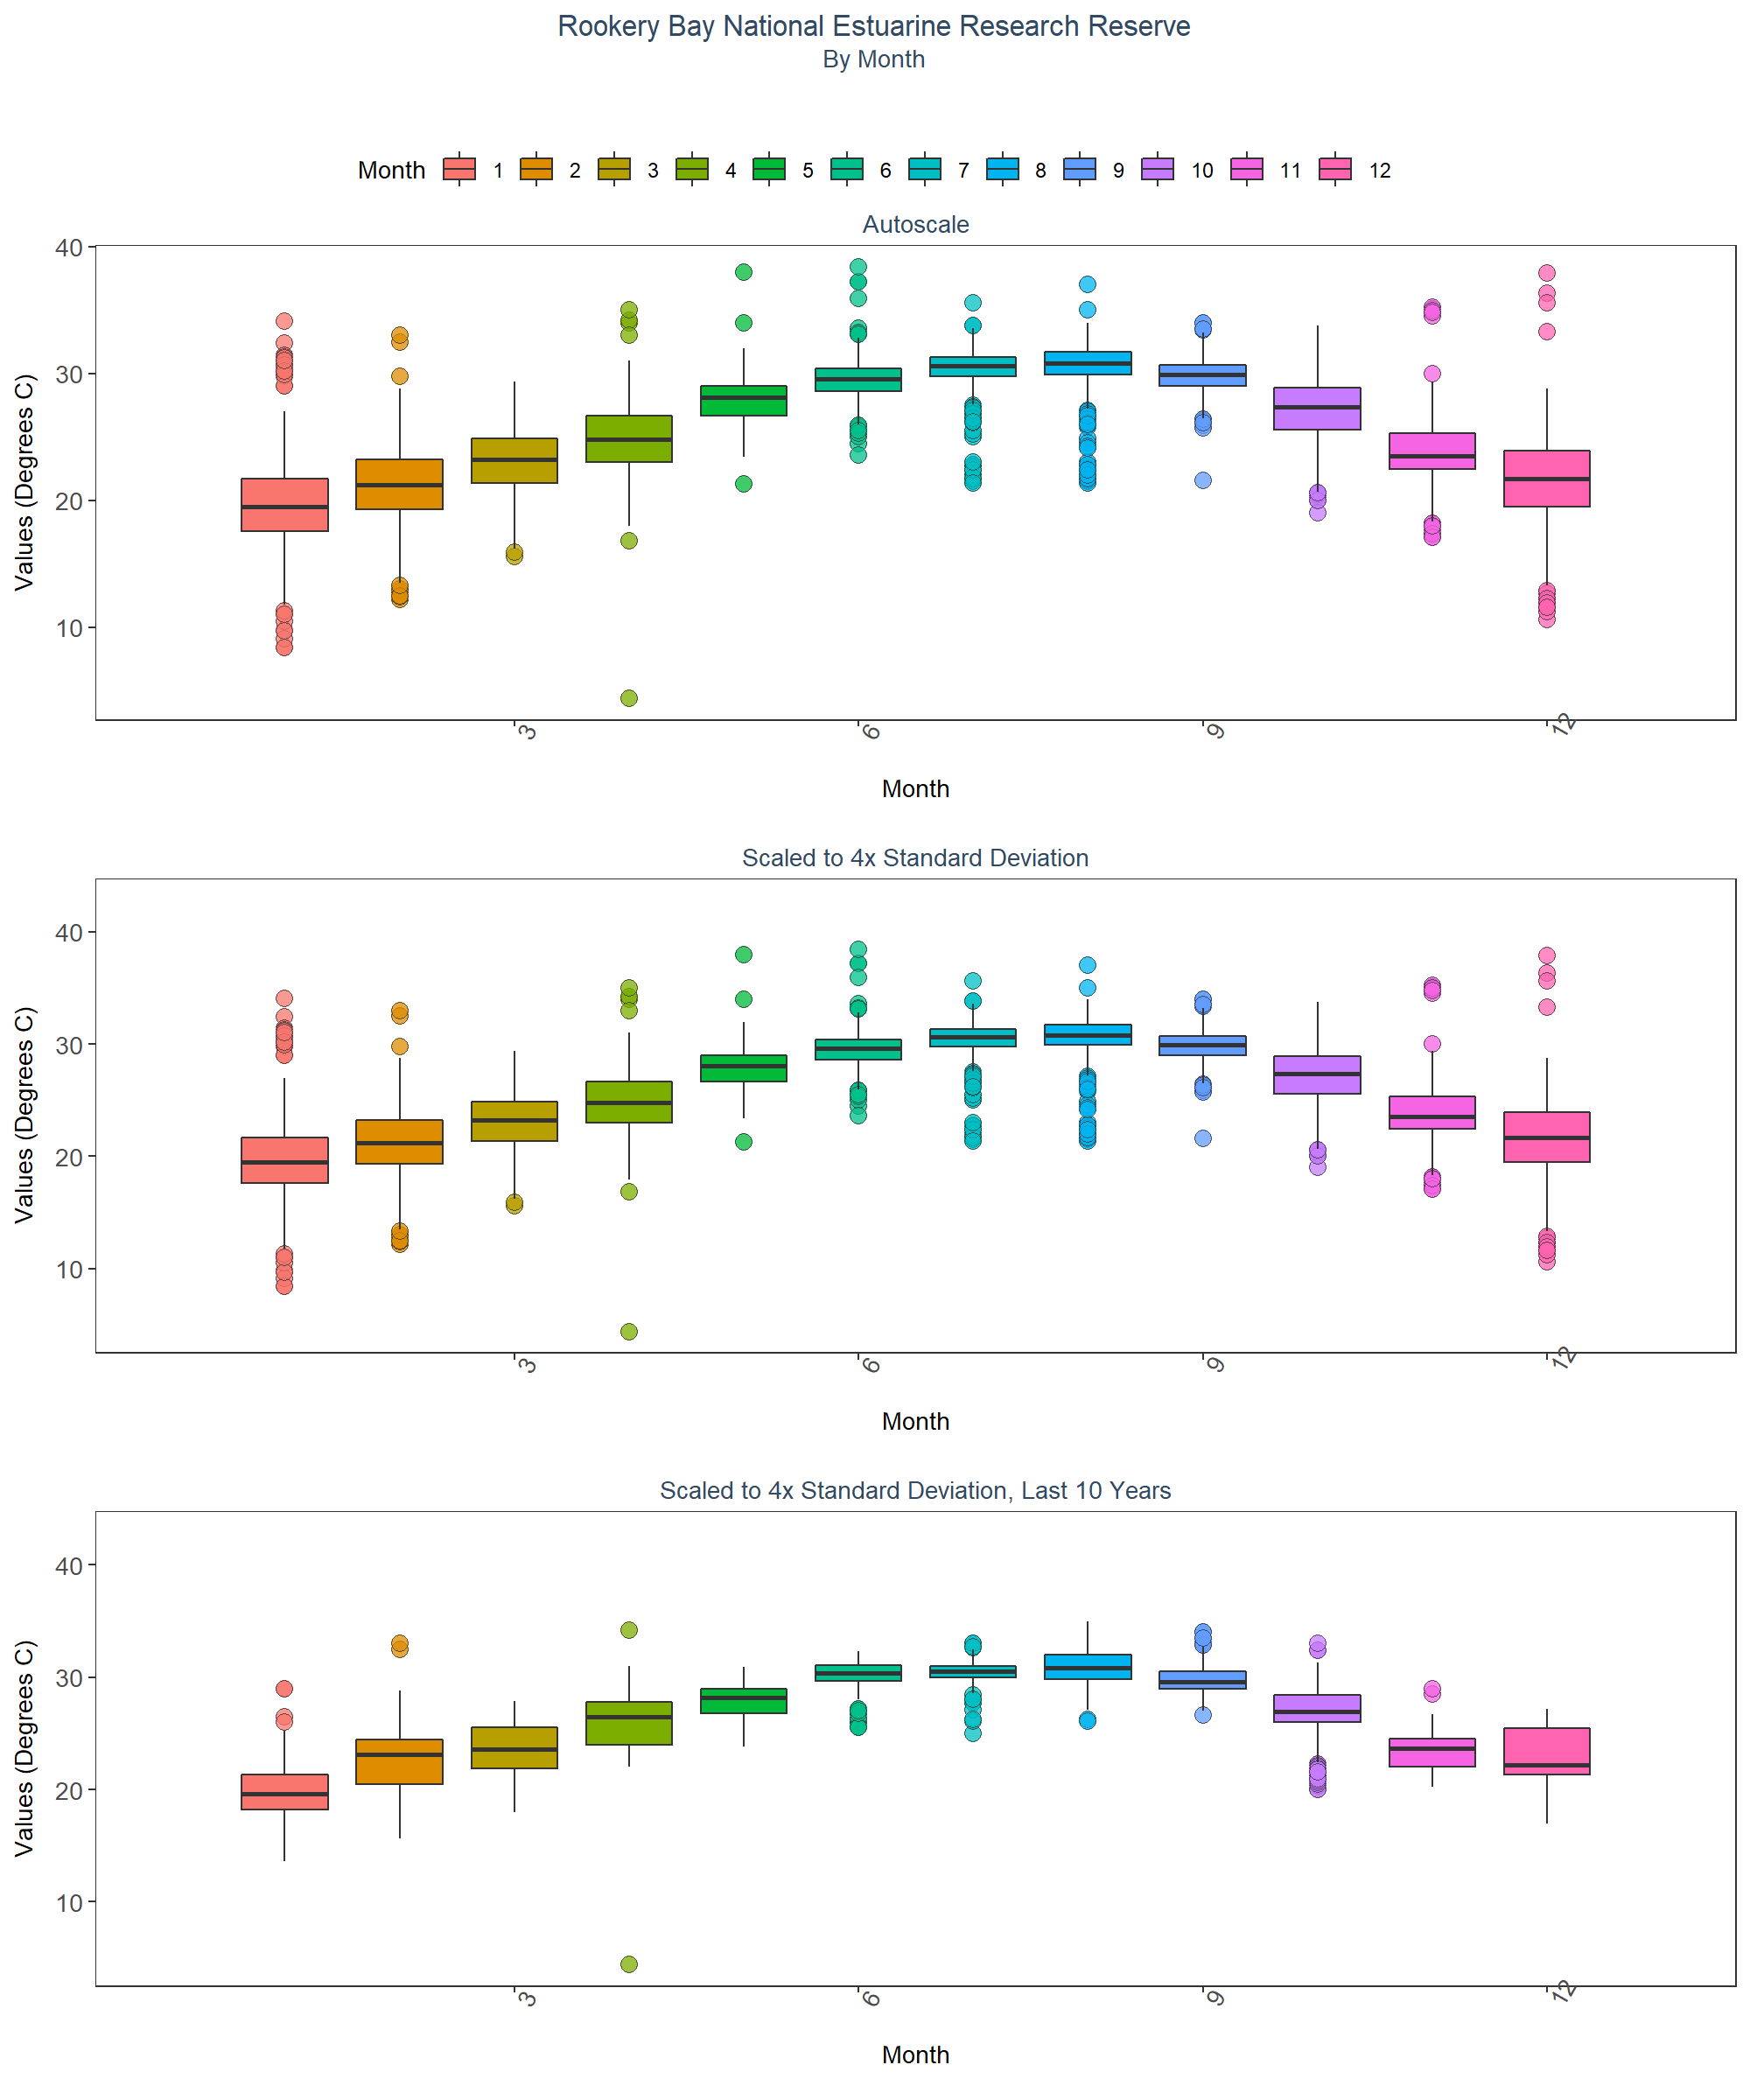 Rookery Bay National Estuarine Research Reserve
By Month
Month 1 2 3 4 5 6 7 8 9 10 11 12
Autoscale
Values (Degrees C)
40
30
20
10
3 6 9 12
Month
Scaled to 4x Standard Deviation
Values (Degrees C)
40
30
20
10
3 6 9 12
Month
Scaled to 4x Standard Deviation, Last 10 Years
Values (Degrees C)
40
30
20
10
3 6 9 12
Month